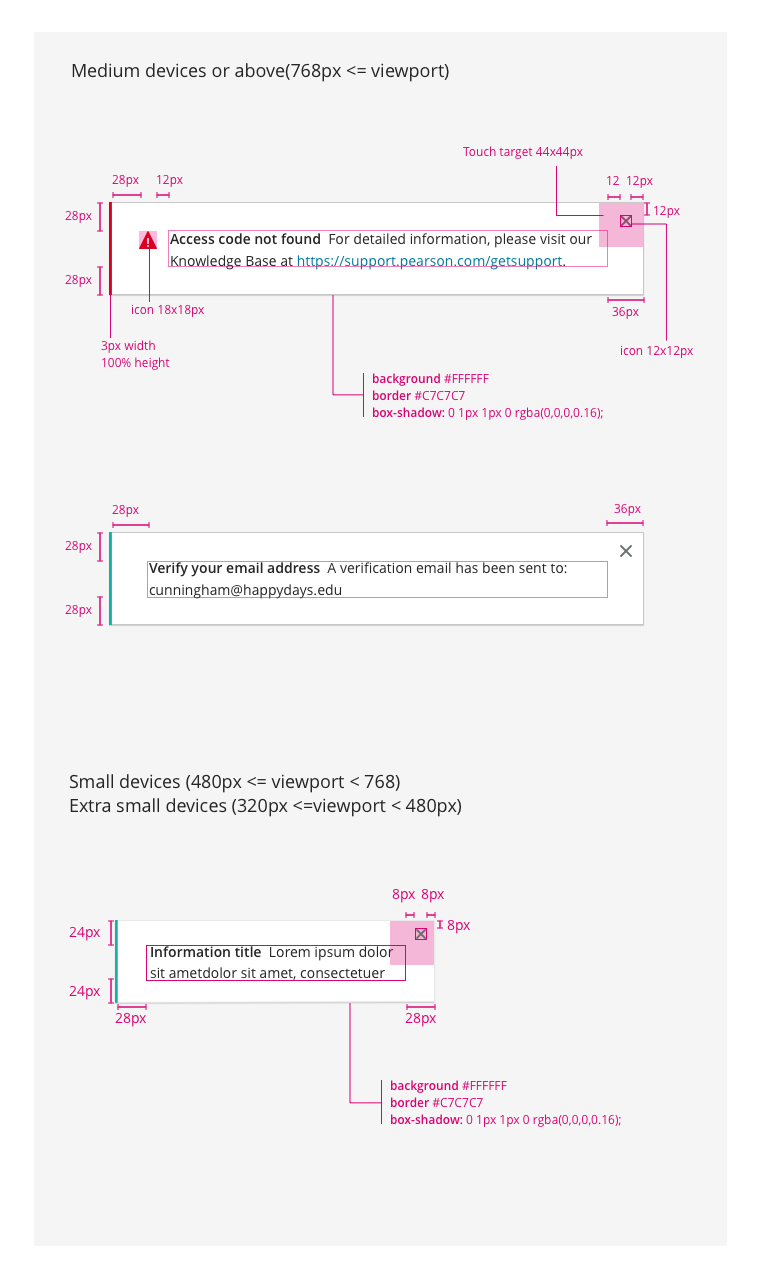 Medium devices or above(768px <= viewport)
Touch target 44x44px
28px 12px 12 12px
28px 12px
Access code not found  For detailed information, please visit our
Knowledge Base at https://support.pearson.com/getsupport.
28px
icon 18x18px 36px
3px width
100% height
icon 12x12px
background #FFFFFF
border #C7C7C7
box-shadow: 0 1px 1px 0 rgba(0,0,0,0.16);
28px 36px
28px
Verify your email address  A verification email has been sent to:
cunningham@happydays.edu
28px
Small devices (480px <= viewport < 768)
Extra small devices (320px <=viewport < 480px)
8px 8px
24px 8px
Information title  Lorem ipsum dolor
sit ametdolor sit amet, consectetuer
24px
28px 28px
background #FFFFFF
border #C7C7C7
box-shadow: 0 1px 1px 0 rgba(0,0,0,0.16);